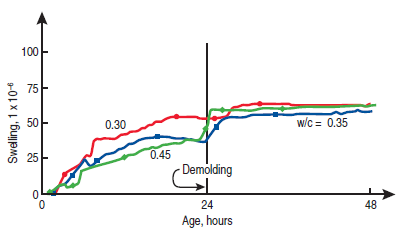 100
75
50
25
0
Swelling, 1 x 10⁻⁶
0.30
0.45
w/c = 0.35
Demolding
0
24
48
Age, hours